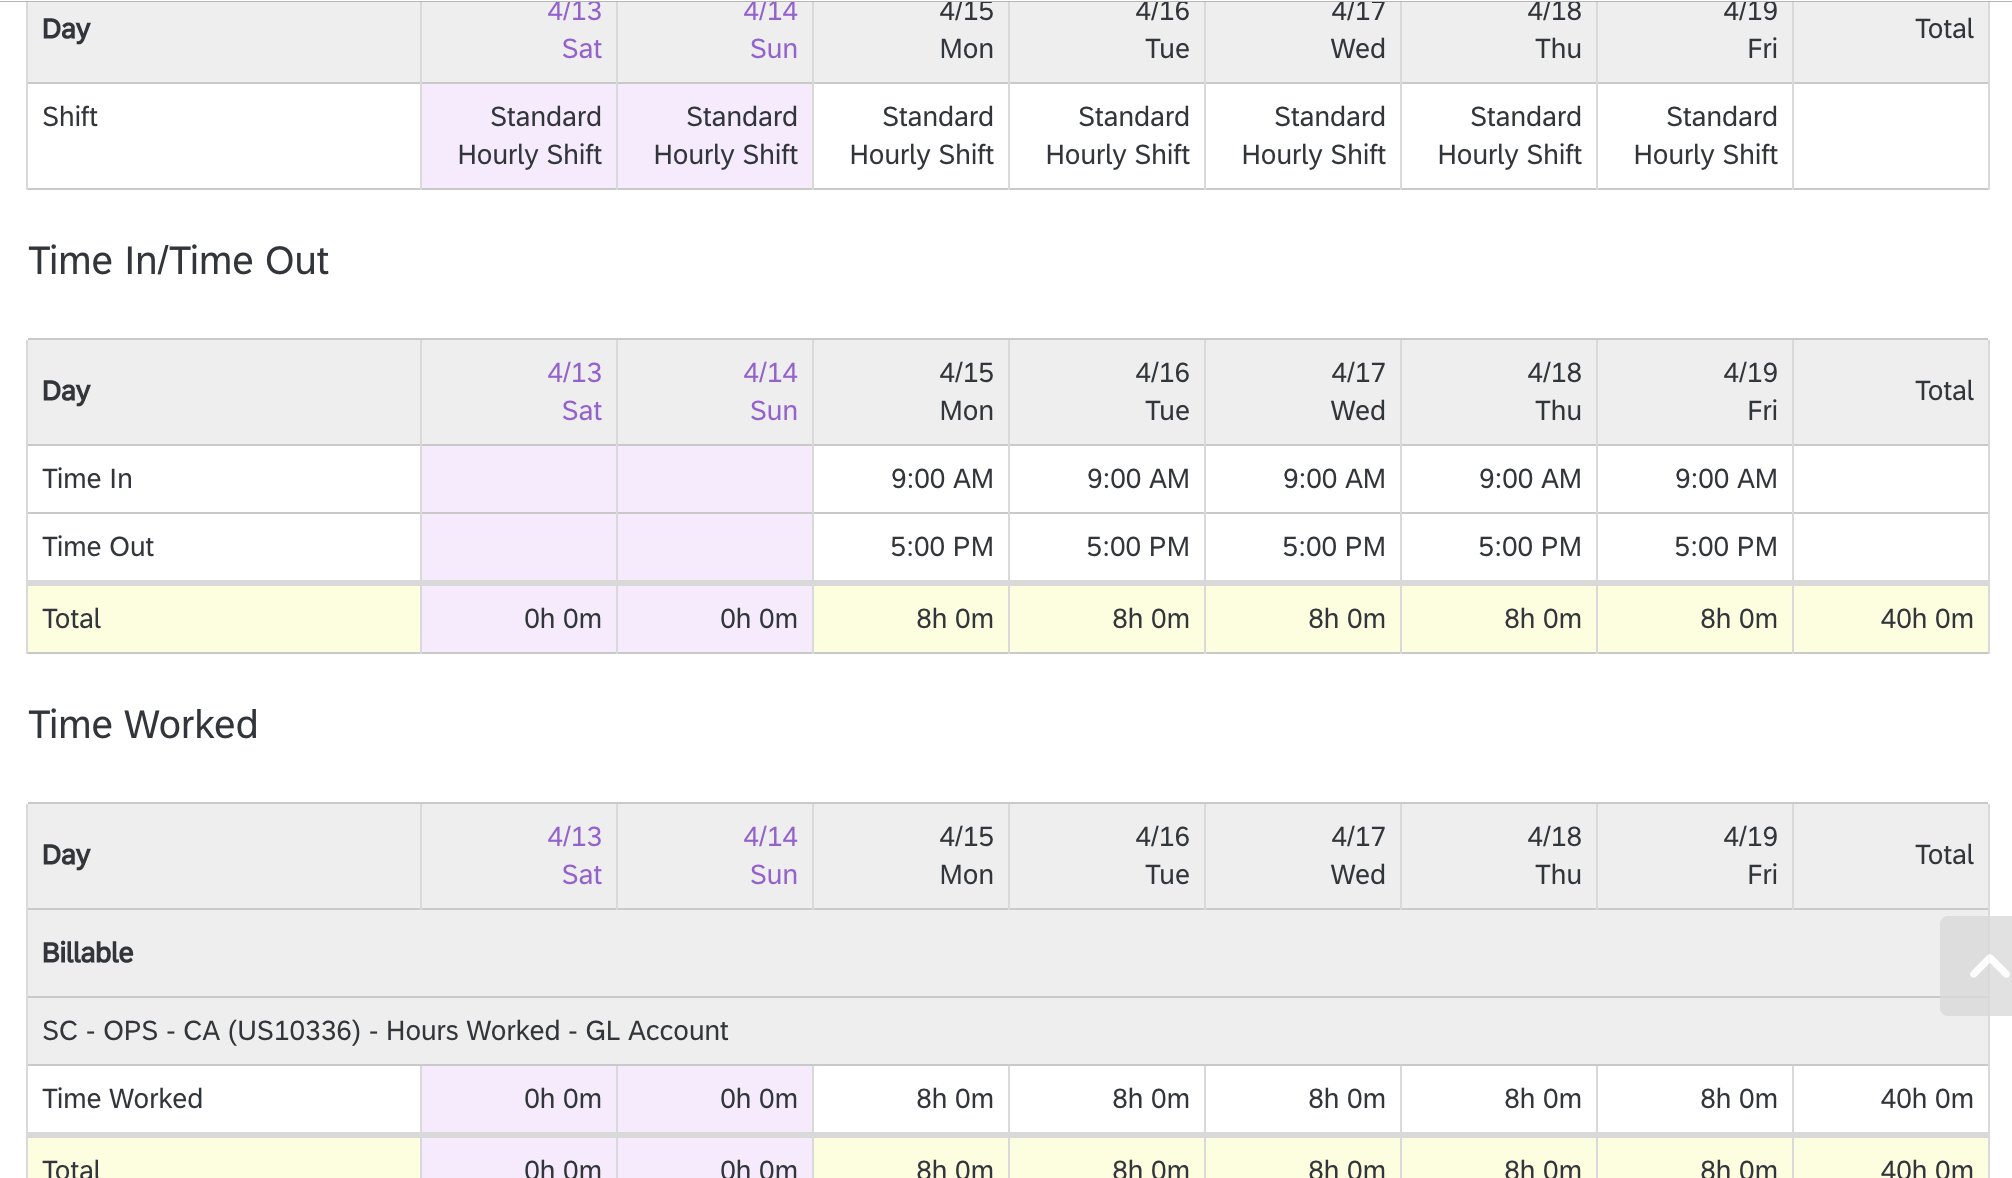 Day 4/13 4/14 4/15 4/16 4/17 4/18 4/19 Total
Sat Sun Mon Tue Wed Thu Fri
Shift Standard Standard Standard Standard Standard Standard Standard
Hourly Shift Hourly Shift Hourly Shift Hourly Shift Hourly Shift Hourly Shift Hourly Shift
Time In/Time Out
Day 4/13 4/14 4/15 4/16 4/17 4/18 4/19 Total
Sat Sun Mon Tue Wed Thu Fri
Time In 9:00 AM 9:00 AM 9:00 AM 9:00 AM 9:00 AM
Time Out 5:00 PM 5:00 PM 5:00 PM 5:00 PM 5:00 PM
Total 0h 0m 0h 0m 8h 0m 8h 0m 8h 0m 8h 0m 8h 0m 40h 0m
Time Worked
Day 4/13 4/14 4/15 4/16 4/17 4/18 4/19 Total
Sat Sun Mon Tue Wed Thu Fri
Billable
SC - OPS - CA (US10336) - Hours Worked - GL Account
Time Worked 0h 0m 0h 0m 8h 0m 8h 0m 8h 0m 8h 0m 8h 0m 40h 0m
Total 0h 0m 0h 0m 8h 0m 8h 0m 8h 0m 8h 0m 8h 0m 40h 0m